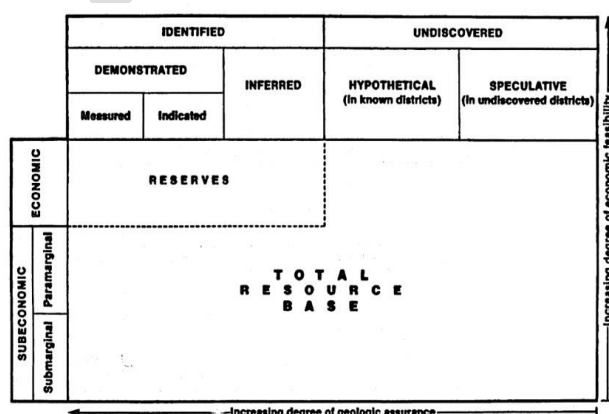 IDENTIFIED
UNDISCOVERED
DEMONSTRATED
INFERRED
HYPOTHETICAL
(in known districts)
SPECULATIVE
(in undiscovered districts)
Measured
Indicated
ECONOMIC
RESERVES
SUBECONOMIC
Paramarginal
Submarginal
TOTAL
RESOURCE
BASE
Increasing degree of economic feasibility
Increasing degree of geologic assurance